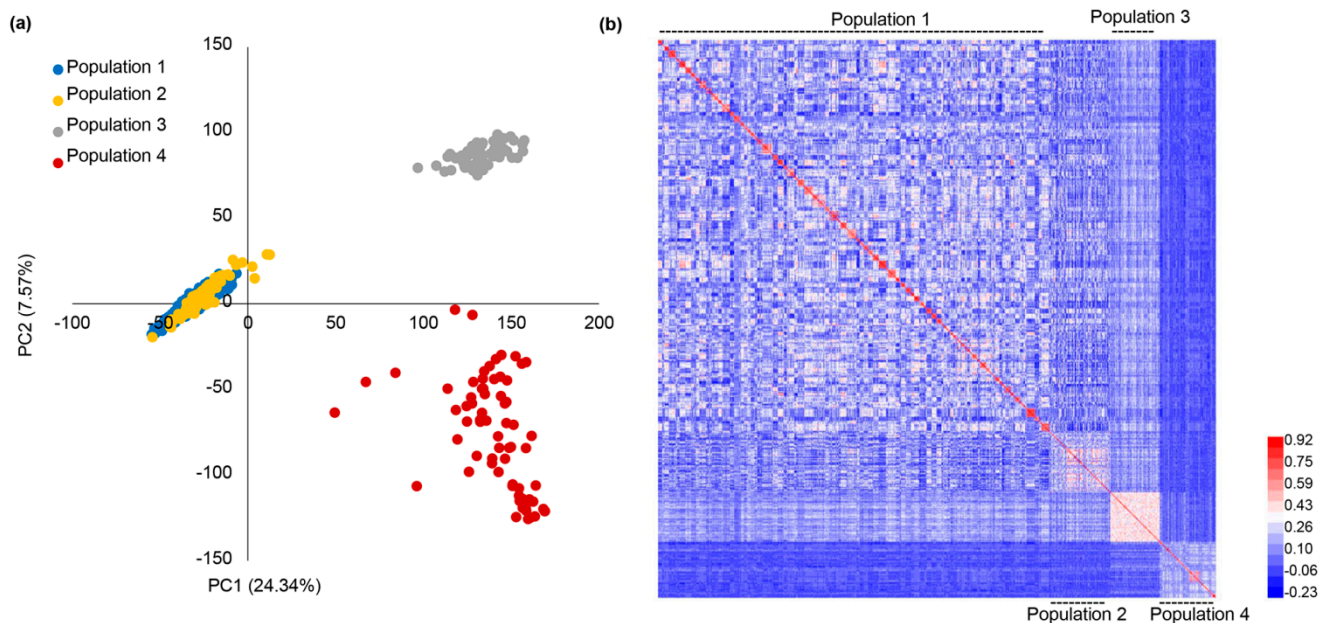 (a)
150
Population 1
Population 2
Population 3
Population 4
100
50
0
-100
-50
0
50
100
150
200
-50
-100
-150
PC2 (7.57%)
PC1 (24.34%)
(b)
Population 1
Population 3
Population 2
Population 4
0.92
0.75
0.59
0.43
0.26
0.10
-0.06
-0.23